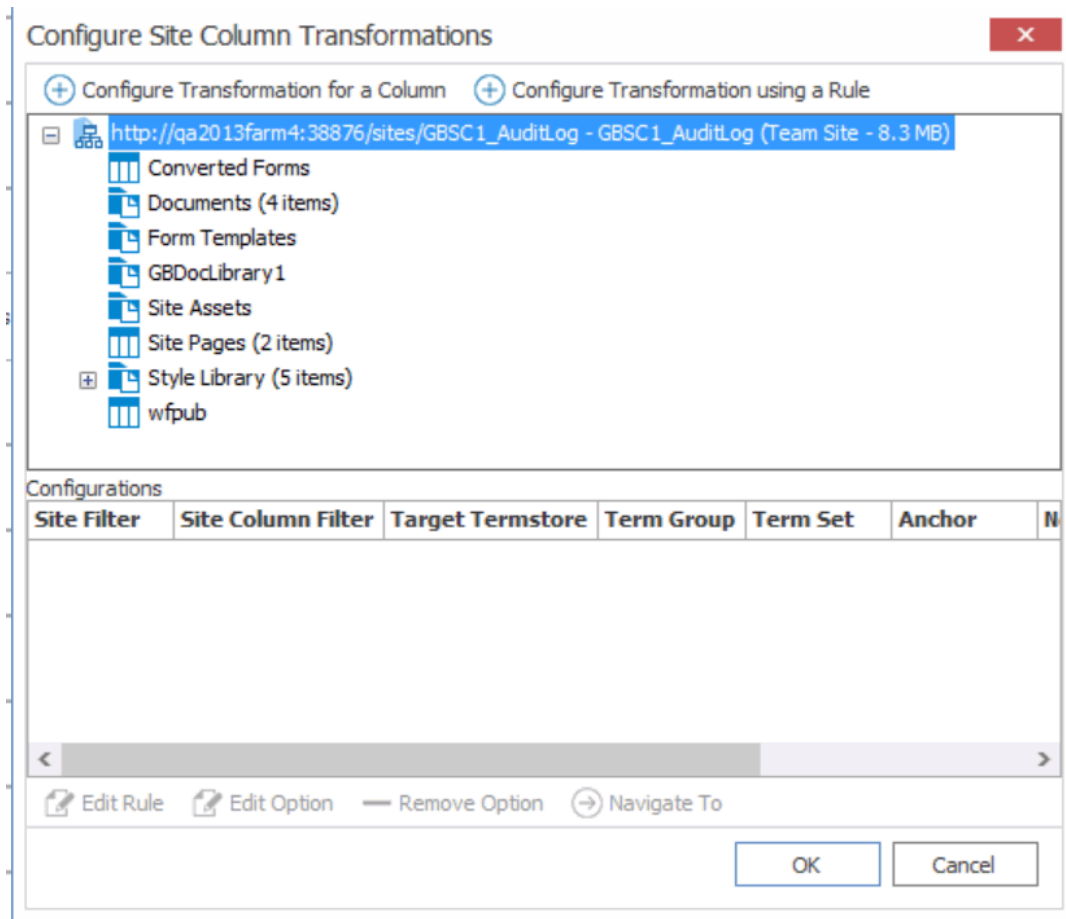 Configure Site Column Transformations
Configure Transformation for a Column Configure Transformation using a Rule
http://qa2013farm4:38876/sites/GBSC1_AuditLog - GBSC1_AuditLog (Team Site - 8.3 MB)
Converted Forms
Documents (4 items)
Form Templates
GBDocLibrary1
Site Assets
Site Pages (2 items)
Style Library (5 items)
wfpub
Configurations
Site Filter Site Column Filter Target Termstore Term Group Term Set Anchor
Edit Rule Edit Option Remove Option Navigate To
OK Cancel